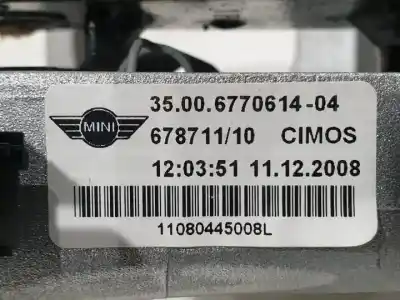 35.00.6770614-04
MINI
678711/10 CIMOS
12:03:51 11.12.2008
11080445008L